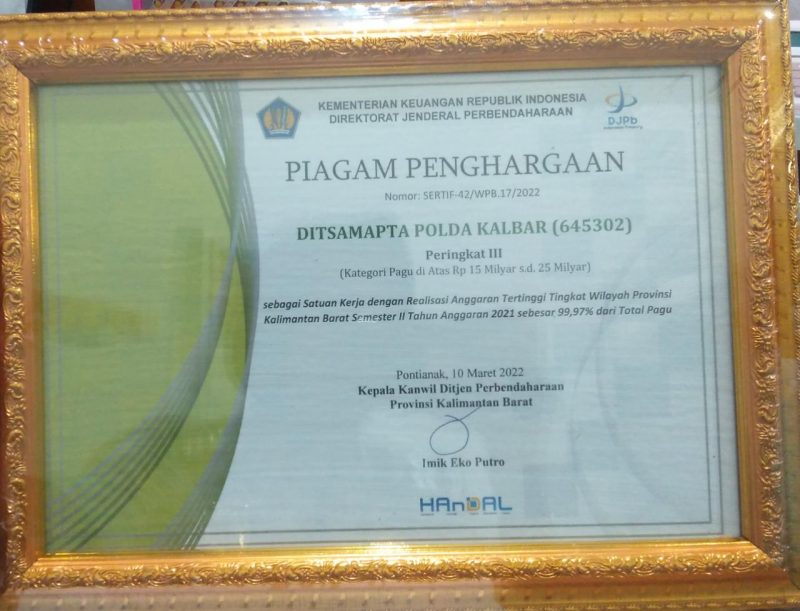 KEMENTERIAN KEUANGAN REPUBLIK INDONESIA
DIREKTORAT JENDERAL PERBENDAHARAAN
DJPb
PIAGAM PENGHARGAAN
Nomor: SERTIF-42/WPB.17/2022
DITSAMAPTA POLDA KALBAR (645302)
Peringkat III
(Kategori Pagu di Atas Rp 15 Milyar s.d. 25 Milyar)
sebagai Satuan Kerja dengan Realisasi Anggaran Tertinggi Tingkat Wilayah Provinsi
Kalimantan Barat Semester II Tahun Anggaran 2021 sebesar 99,97% dari Total Pagu
Pontianak, 10 Maret 2022
Kepala Kanwil Ditjen Perbendaharaan
Provinsi Kalimantan Barat
Imik Eko Putro
HAnDAL